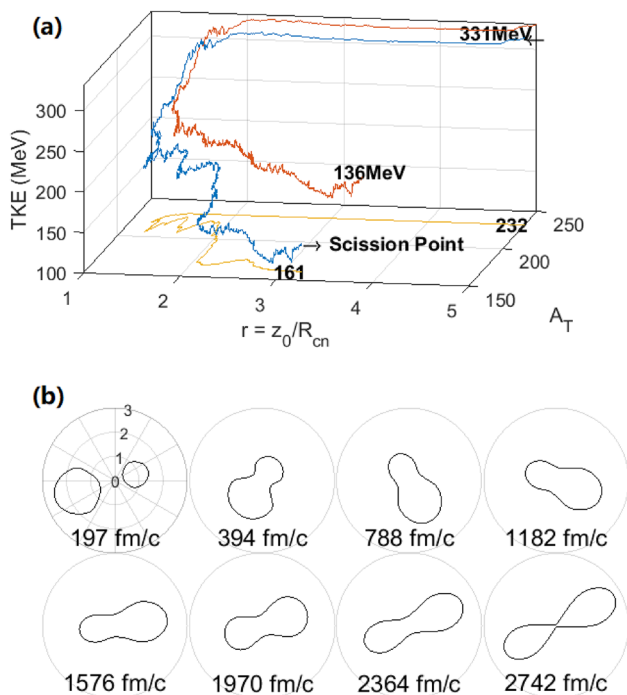 (a)
331MeV
300
250
200
150
100
TKE (MeV)
136MeV
232
250
200
150
Scission Point
161
1
2
3
4
5
r = z₀/R_cn
A_T
(b)
3
2
1
0
197 fm/c
394 fm/c
788 fm/c
1182 fm/c
1576 fm/c
1970 fm/c
2364 fm/c
2742 fm/c